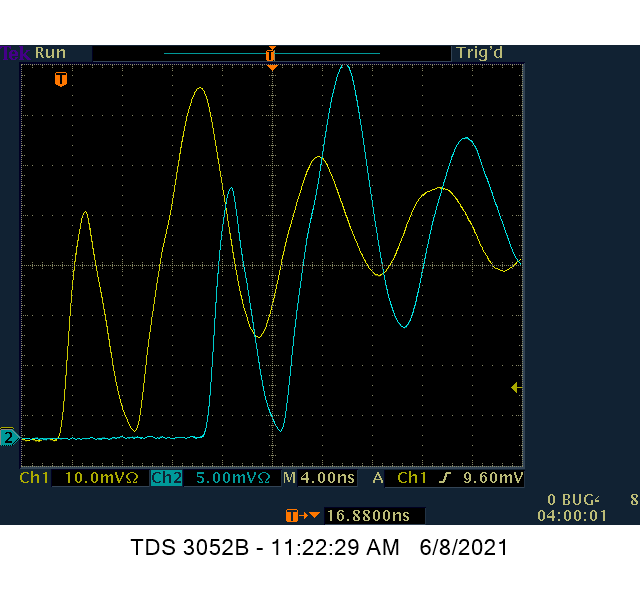 Tek Run Trig'd
T
T
2
Ch1 10.0mVΩ Ch2 5.00mVΩ M 4.00ns A Ch1 9.60mV
0 BUG 8
T 16.8800ns 04:00:01
TDS 3052B - 11:22:29 AM 6/8/2021